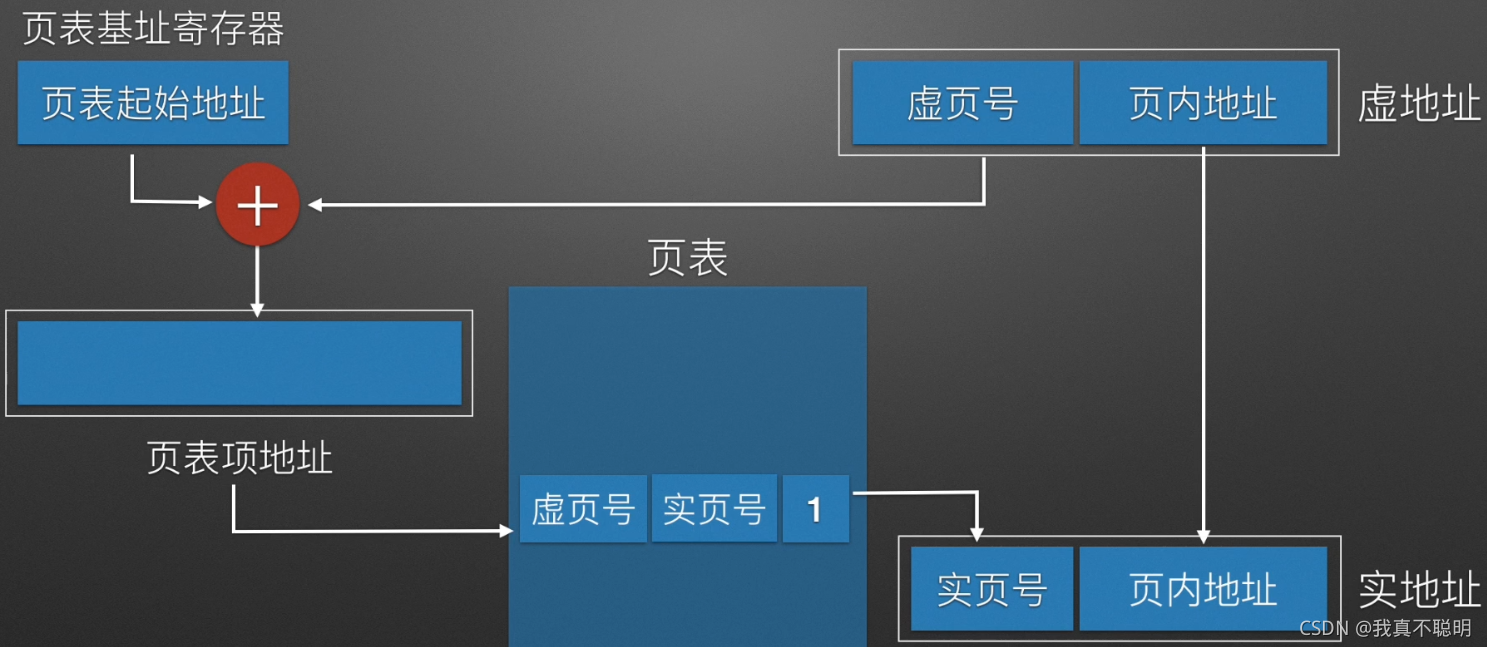 页表基址寄存器
页表起始地址
虚页号 页内地址 虚地址
+
页表
页表项地址
虚页号 实页号 1
实页号 页内地址 实地址
CSDN @我真不聪明